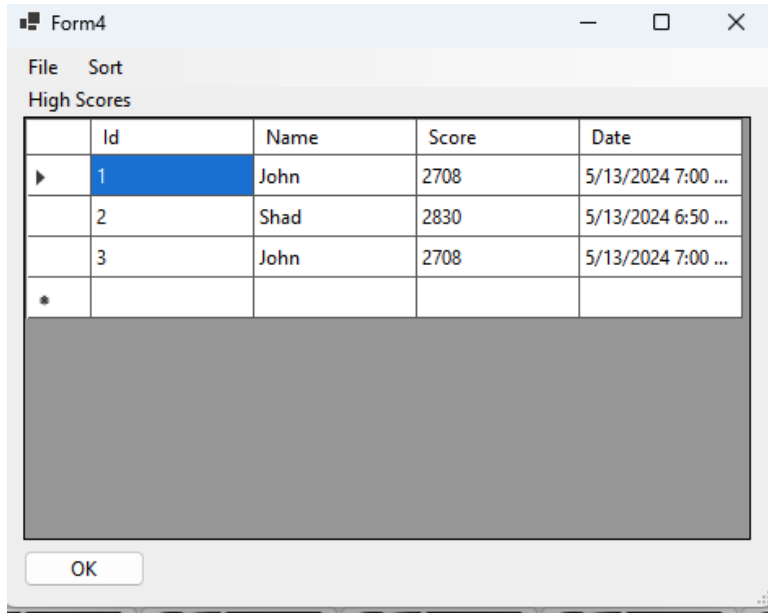 Form4
File Sort
High Scores
Id Name Score Date
1 John 2708 5/13/2024 7:00 ...
2 Shad 2830 5/13/2024 6:50 ...
3 John 2708 5/13/2024 7:00 ...
OK